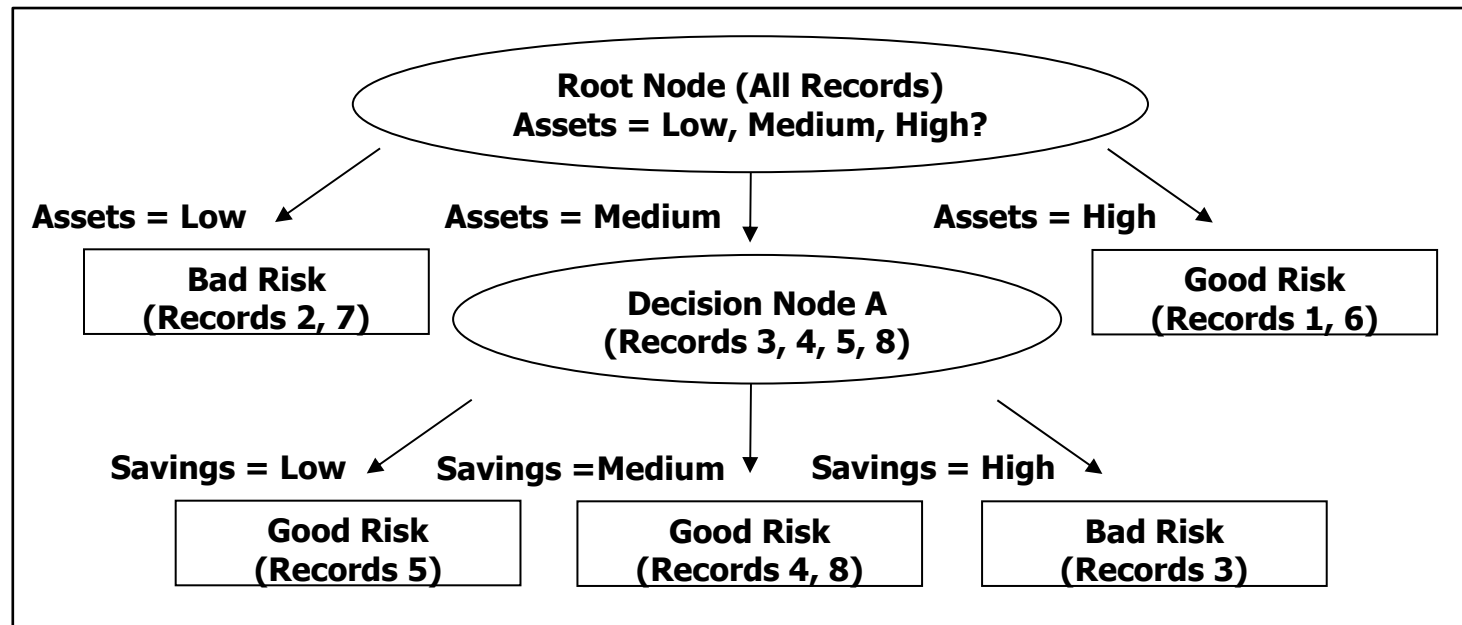 Root Node (All Records)
Assets = Low, Medium, High?
Assets = Low
Assets = Medium
Assets = High
Bad Risk
(Records 2, 7)
Decision Node A
(Records 3, 4, 5, 8)
Good Risk
(Records 1, 6)
Savings = Low
Savings =Medium
Savings = High
Good Risk
(Records 5)
Good Risk
(Records 4, 8)
Bad Risk
(Records 3)